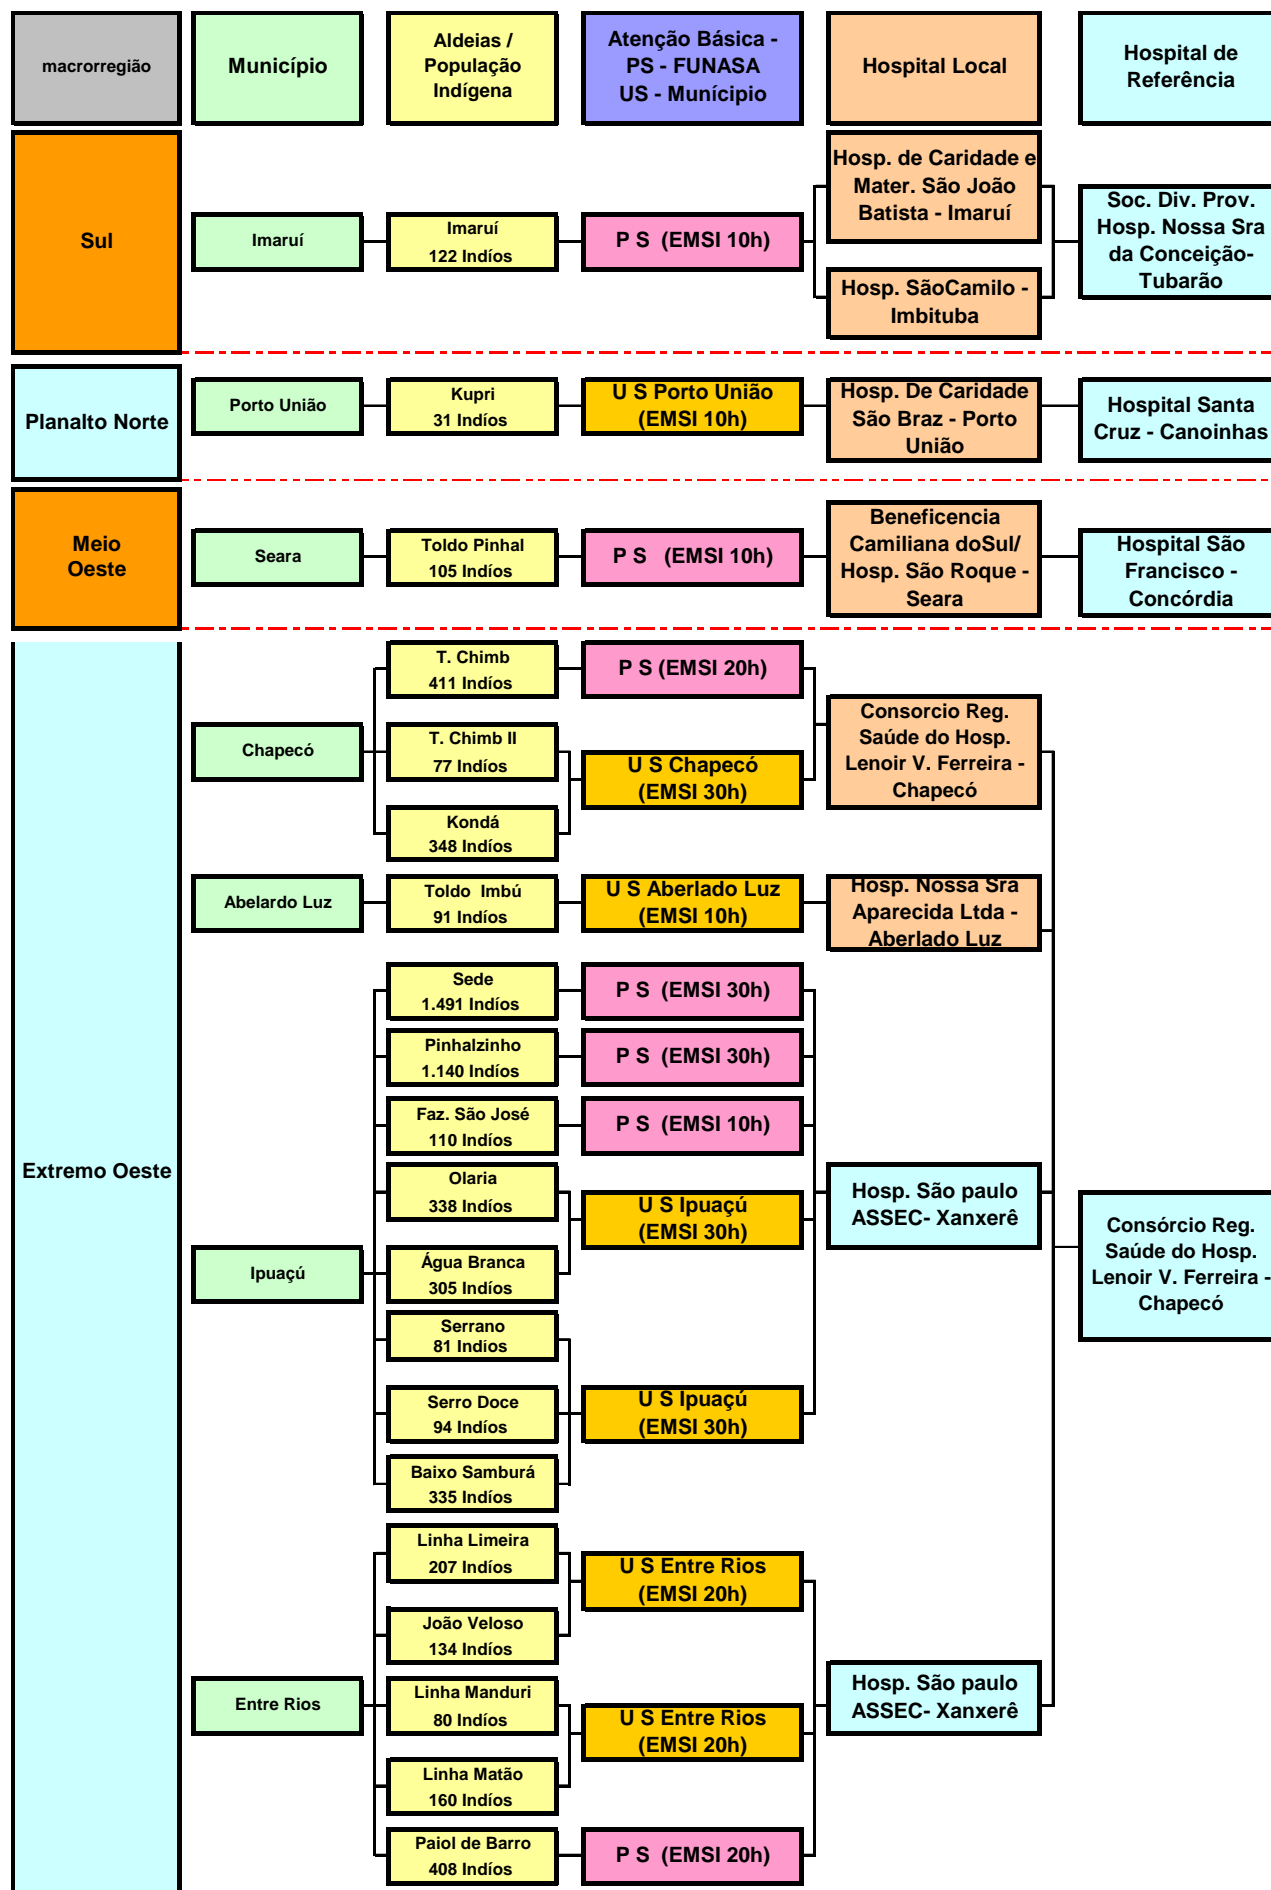 macrorregião
Município
Aldeias /
População
Indígena
Atenção Básica -
PS - FUNASA
US - Munícipio
Hospital Local
Hospital de
Referência
Sul
Imaruí
Imaruí
122 Indíos
P S (EMSI 10h)
Hosp. de Caridade e
Mater. São João
Batista - Imaruí
Hosp. SãoCamilo -
Imbituba
Soc. Div. Prov.
Hosp. Nossa Sra
da Conceição-
Tubarão
Planalto Norte
Porto União
Kupri
31 Indíos
U S Porto União
(EMSI 10h)
Hosp. De Caridade
São Braz - Porto
União
Hospital Santa
Cruz - Canoinhas
Meio
Oeste
Seara
Toldo Pinhal
105 Indíos
P S (EMSI 10h)
Beneficencia
Camiliana doSul/
Hosp. São Roque -
Seara
Hospital São
Francisco -
Concórdia
Extremo Oeste
Chapecó
T. Chimb
411 Indíos
P S (EMSI 20h)
T. Chimb II
77 Indíos
Kondá
348 Indíos
U S Chapecó
(EMSI 30h)
Consorcio Reg.
Saúde do Hosp.
Lenoir V. Ferreira -
Chapecó
Abelardo Luz
Toldo Imbú
91 Indíos
U S Aberlado Luz
(EMSI 10h)
Hosp. Nossa Sra
Aparecida Ltda -
Aberlado Luz
Ipuaçú
Sede
1.491 Indíos
P S (EMSI 30h)
Pinhalzinho
1.140 Indíos
P S (EMSI 30h)
Faz. São José
110 Indíos
P S (EMSI 10h)
Olaria
338 Indíos
Água Branca
305 Indíos
U S Ipuaçú
(EMSI 30h)
Serrano
81 Indios
Serro Doce
94 Indíos
Baixo Samburá
335 Indíos
U S Ipuaçú
(EMSI 30h)
Hosp. São paulo
ASSEC- Xanxerê
Consórcio Reg.
Saúde do Hosp.
Lenoir V. Ferreira -
Chapecó
Entre Rios
Linha Limeira
207 Indíos
João Veloso
134 Indíos
U S Entre Rios
(EMSI 20h)
Linha Manduri
80 Indíos
Linha Matão
160 Indíos
U S Entre Rios
(EMSI 20h)
Paiol de Barro
408 Indíos
P S (EMSI 20h)
Hosp. São paulo
ASSEC- Xanxerê